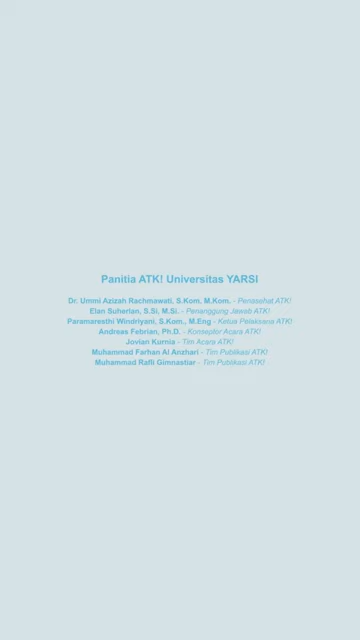 Panitia ATK! Universitas YARSI
Dr. Ummi Azizah Rachmawati, S.Kom, M.Kom. - Penasehat ATK!
Elan Suherlan, S.Si, M.Si. - Penanggung Jawab ATK!
Paramaresthi Windriyani, S.Kom., M.Eng - Ketua Pelaksana ATK!
Andreas Febrian, Ph.D. - Konseptor Acara ATK!
Jovian Kurnia - Tim Acara ATK!
Muhammad Farhan Al Anzhari - Tim Publikasi ATK!
Muhammad Rafli Gimnastiar - Tim Publikasi ATK!